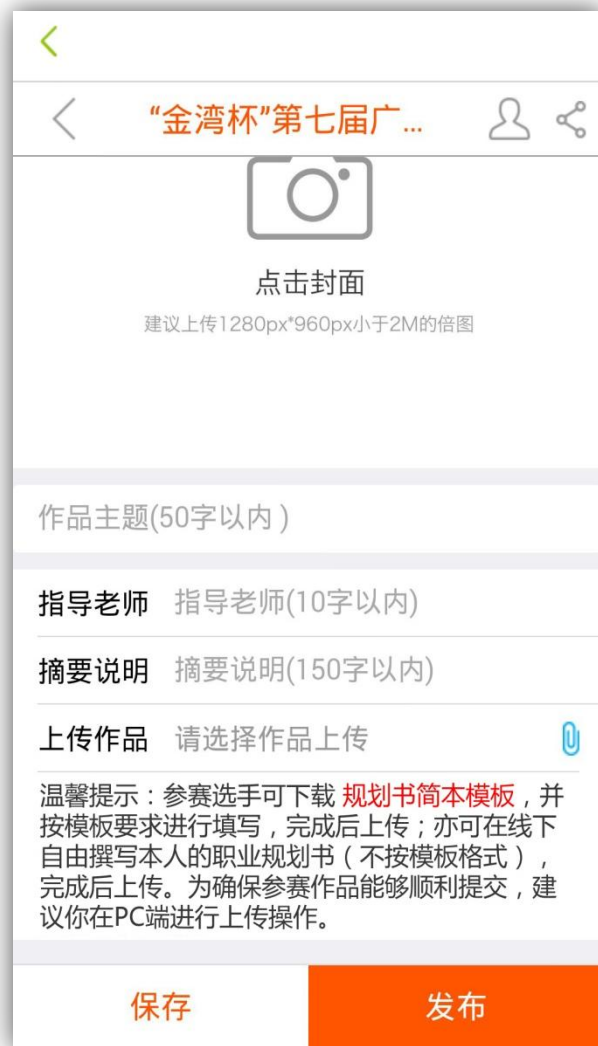 “金湾杯”第七届广...
点击封面
建议上传1280px*960px小于2M的倍图
作品主题(50字以内)
指导老师 指导老师(10字以内)
摘要说明 摘要说明(150字以内)
上传作品 请选择作品上传
温馨提示：参赛选手可下载 规划书简本模板，并
按模板要求进行填写，完成后上传；亦可在线下
自由撰写本人的职业规划书（不按模板格式），
完成后上传。为确保参赛作品能够顺利提交，建
议你在PC端进行上传操作。
保存 发布